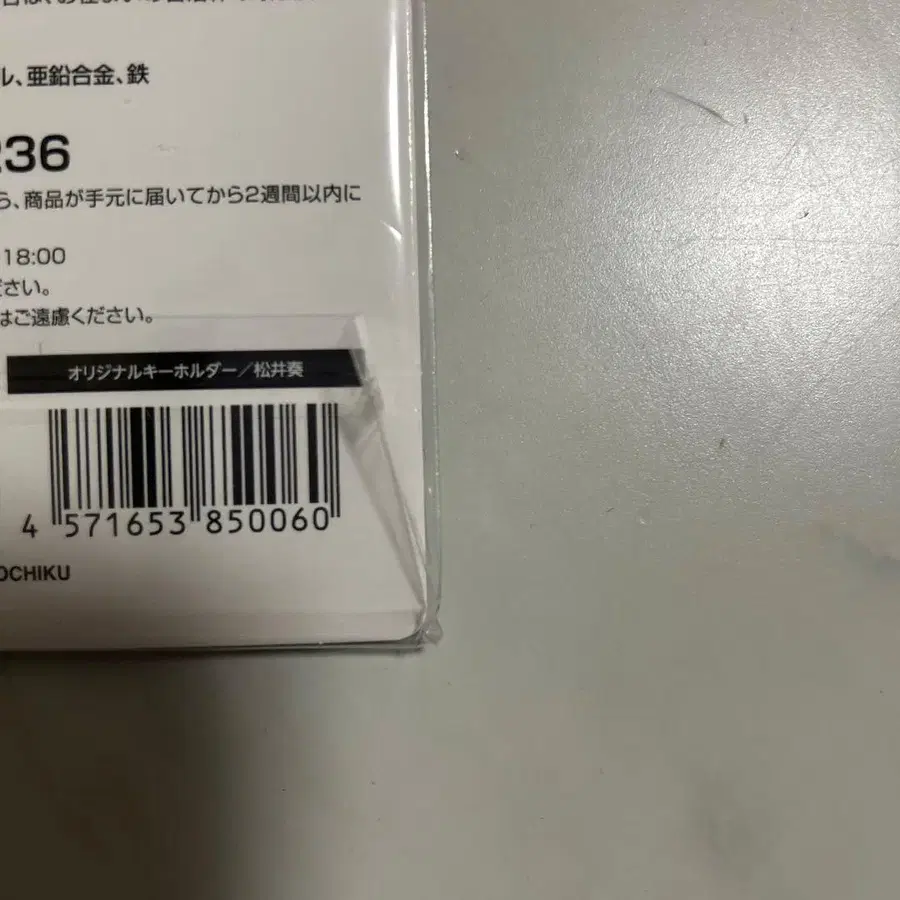 ル、亜鉛合金、鉄
236
ら、商品が手元に届いてから2週間以内に
18:00
ださい。
はご遠慮ください。
オリジナルキーホルダー／松井奏
4 571653 850060
OCHIKU